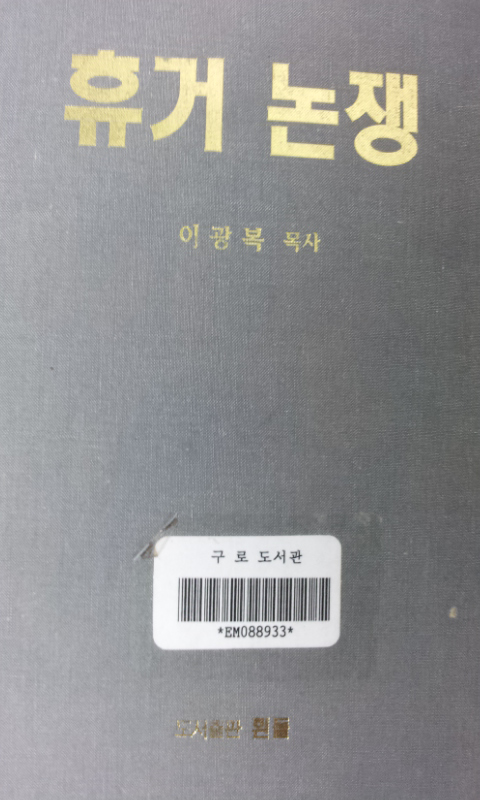 휴거 논쟁
이광복 목사
구 로 도서관
*EM088933*
도서출판 흰돌